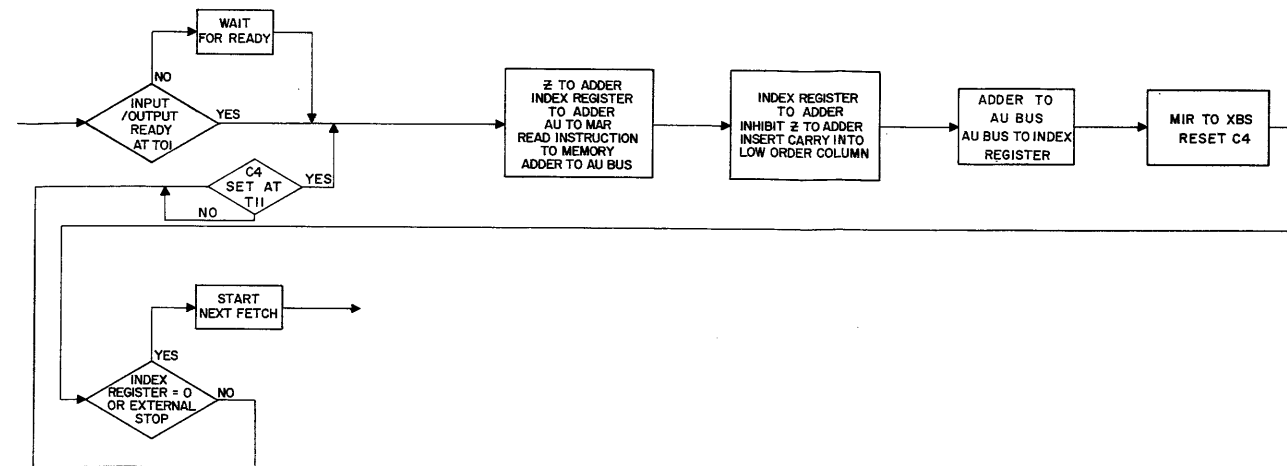 WAIT
FOR READY
NO
INPUT
/OUTPUT
READY
AT TO1
YES
C4
SET AT
T11
YES
NO
Ƶ TO ADDER
INDEX REGISTER
TO ADDER
AU TO MAR
READ INSTRUCTION
TO MEMORY
ADDER TO AU BUS
INDEX REGISTER
TO ADDER
INHIBIT Ƶ TO ADDER
INSERT CARRY INTO
LOW ORDER COLUMN
ADDER TO
AU BUS
AU BUS TO INDEX
REGISTER
MIR TO XBS
RESET C4
START
NEXT FETCH
YES
INDEX
REGISTER = 0
OR EXTERNAL
STOP
NO